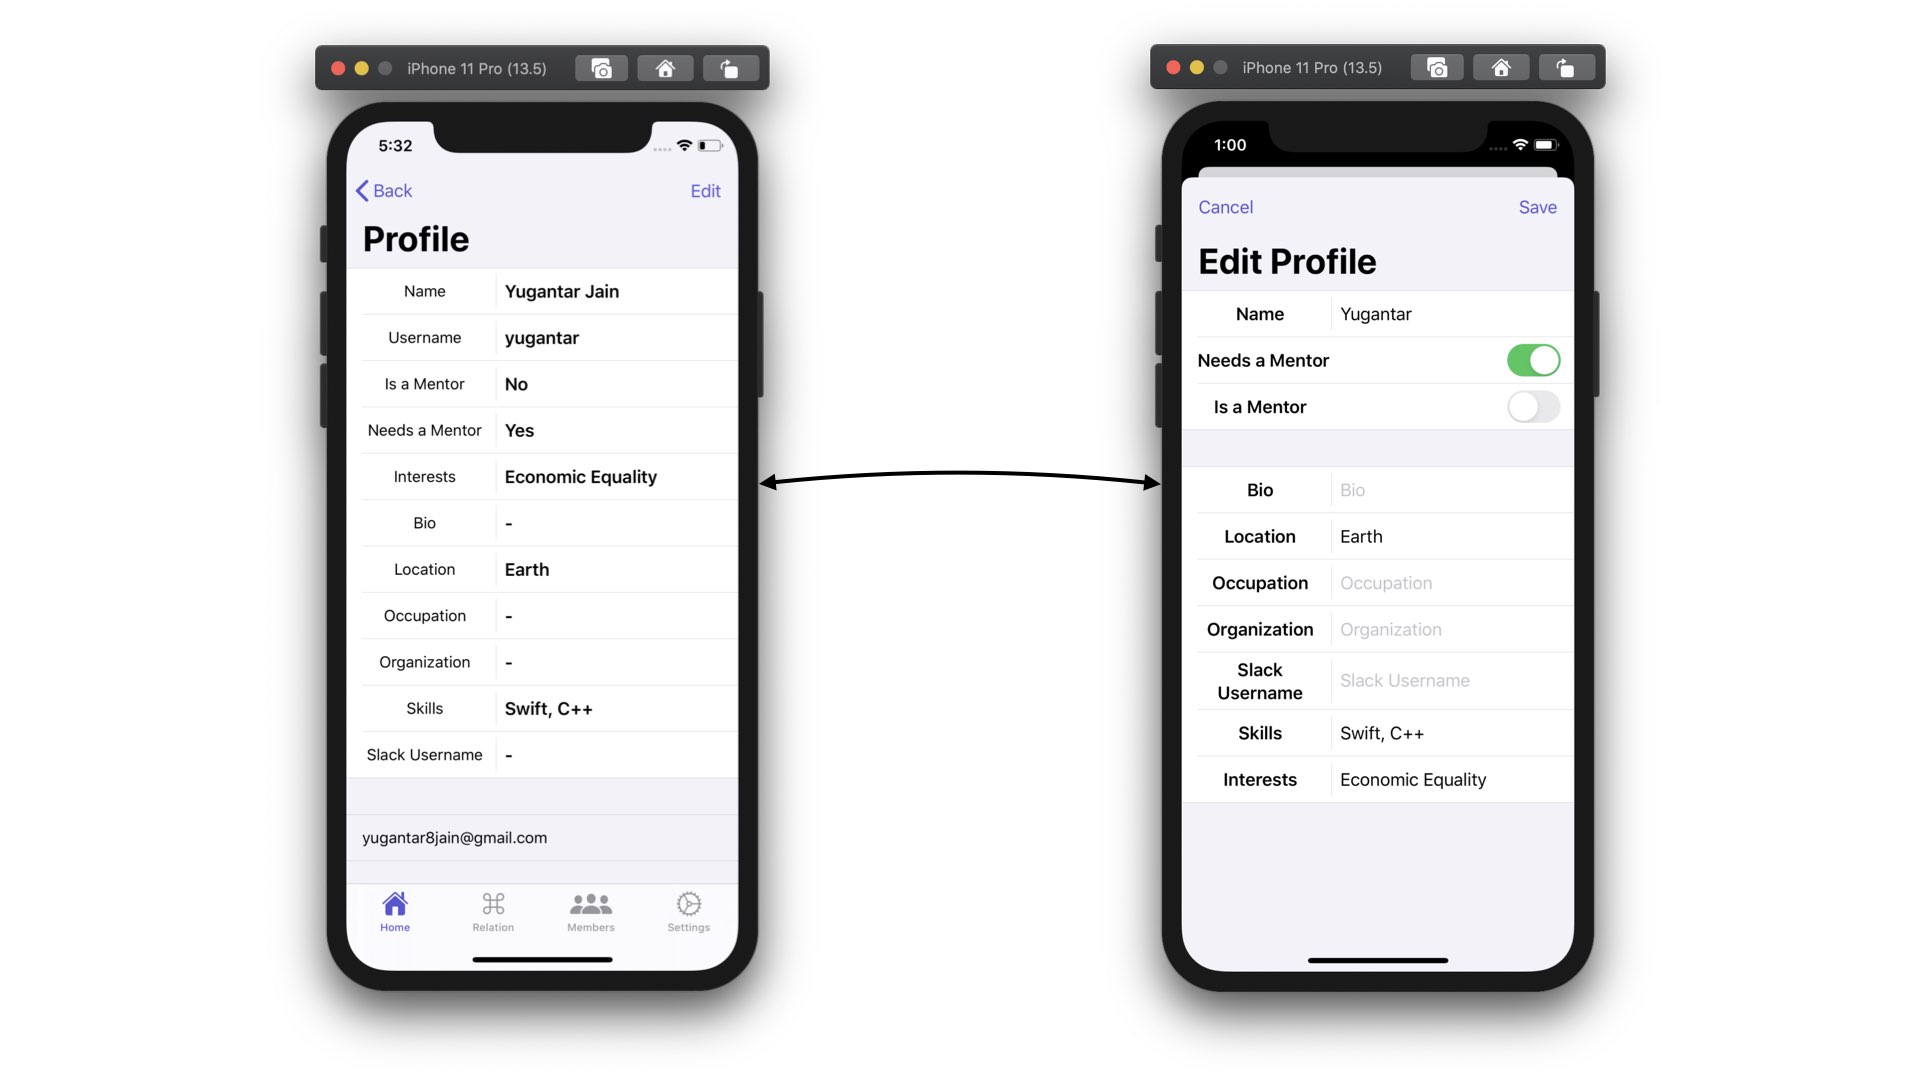 iPhone 11 Pro (13.5)
5:32
Back Edit
Profile
Name Yugantar Jain
Username yugantar
Is a Mentor No
Needs a Mentor Yes
Interests Economic Equality
Bio -
Location Earth
Occupation -
Organization -
Skills Swift, C++
Slack Username -
yugantar8jain@gmail.com
Home Relation Members Settings
iPhone 11 Pro (13.5)
1:00
Cancel Save
Edit Profile
Name Yugantar
Needs a Mentor
Is a Mentor
Bio Bio
Location Earth
Occupation Occupation
Organization Organization
Slack
Username Slack Username
Skills Swift, C++
Interests Economic Equality